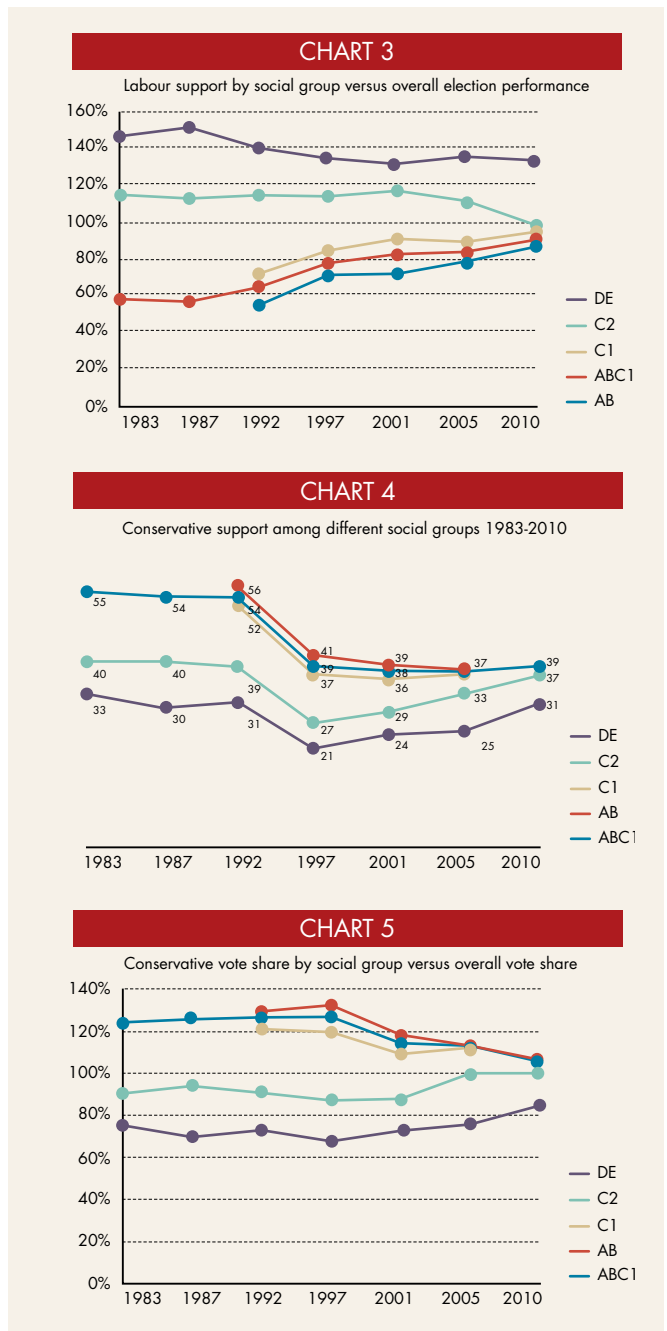 CHART 3
Labour support by social group versus overall election performance
160%
140%
120%
100%
80%
60%
40%
20%
0%
1983 1987 1992 1997 2001 2005 2010
DE
C2
C1
ABC1
AB
CHART 4
Conservative support among different social groups 1983-2010
55 54 56 54 52 41 39 37 39 38 36 37 39 37
40 40 39 27 29 33
33 30 31 21 24 25 31
1983 1987 1992 1997 2001 2005 2010
DE
C2
C1
AB
ABC1
CHART 5
Conservative vote share by social group versus overall vote share
140%
120%
100%
80%
60%
40%
20%
0%
1983 1987 1992 1997 2001 2005 2010
DE
C2
C1
AB
ABC1